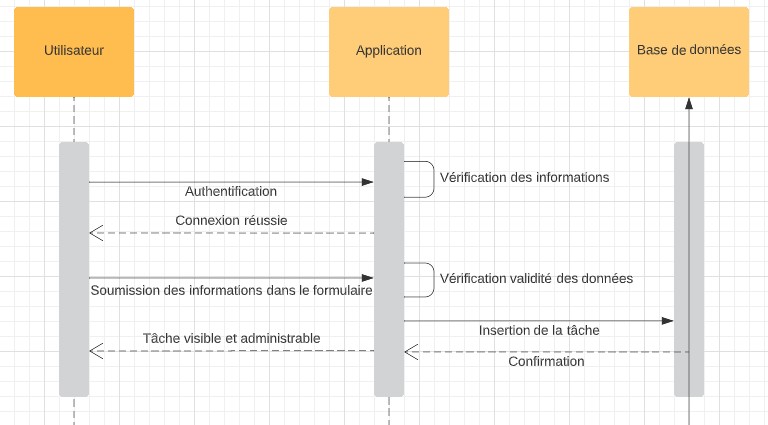 Utilisateur
Application
Base de données
Vérification des informations
Authentification
Connexion réussie
Vérification validité des données
Soumission des informations dans le formulaire
Insertion de la tâche
Tâche visible et administrable
Confirmation